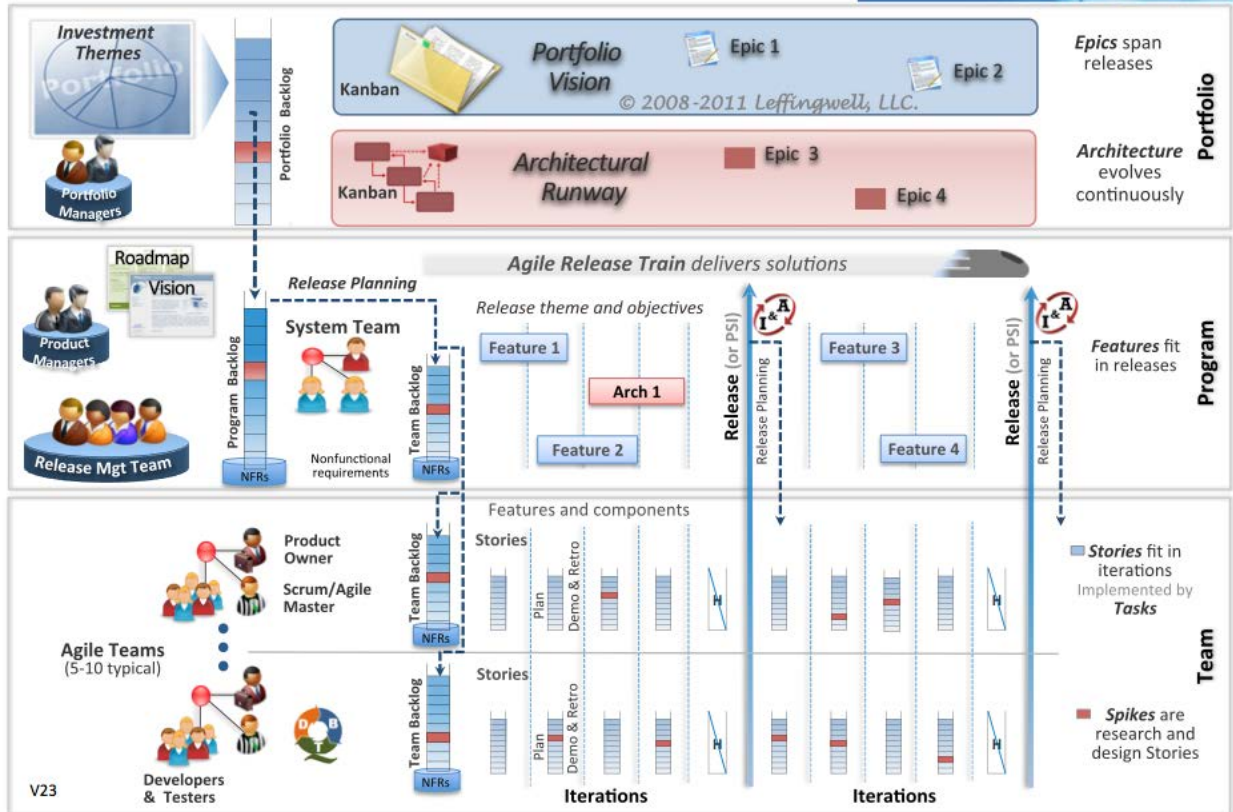 Investment
Themes
Portfolio
Portfolio
Managers
Portfolio Backlog
Kanban
Portfolio
Vision
Epic 1
Epic 2
© 2008-2011 Leffingwell, LLC.
Kanban
Architectural
Runway
Epic 3
Epic 4
Epics span
releases
Architecture
evolves
continuously
Portfolio
Roadmap
Vision
Product
Managers
Release Mgt Team
Program Backlog
NFRs
Release Planning
System Team
Nonfunctional
requirements
Team Backlog
NFRs
Agile Release Train delivers solutions
Release theme and objectives
Feature 1
Arch 1
Feature 2
Release (or PSI)
I & A
Release Planning
Feature 3
Feature 4
Release (or PSI)
I & A
Release Planning
Features fit
in releases
Program
Product
Owner
Scrum/Agile
Master
Agile Teams
(5-10 typical)
Developers
& Testers
D B T
V23
Team Backlog
NFRs
Team Backlog
NFRs
Features and components
Stories
Plan
Demo & Retro
H
H
Stories
Plan
Demo & Retro
H
H
Iterations
Iterations
Stories fit in
iterations
Implemented by
Tasks
Spikes are
research and
design Stories
Team